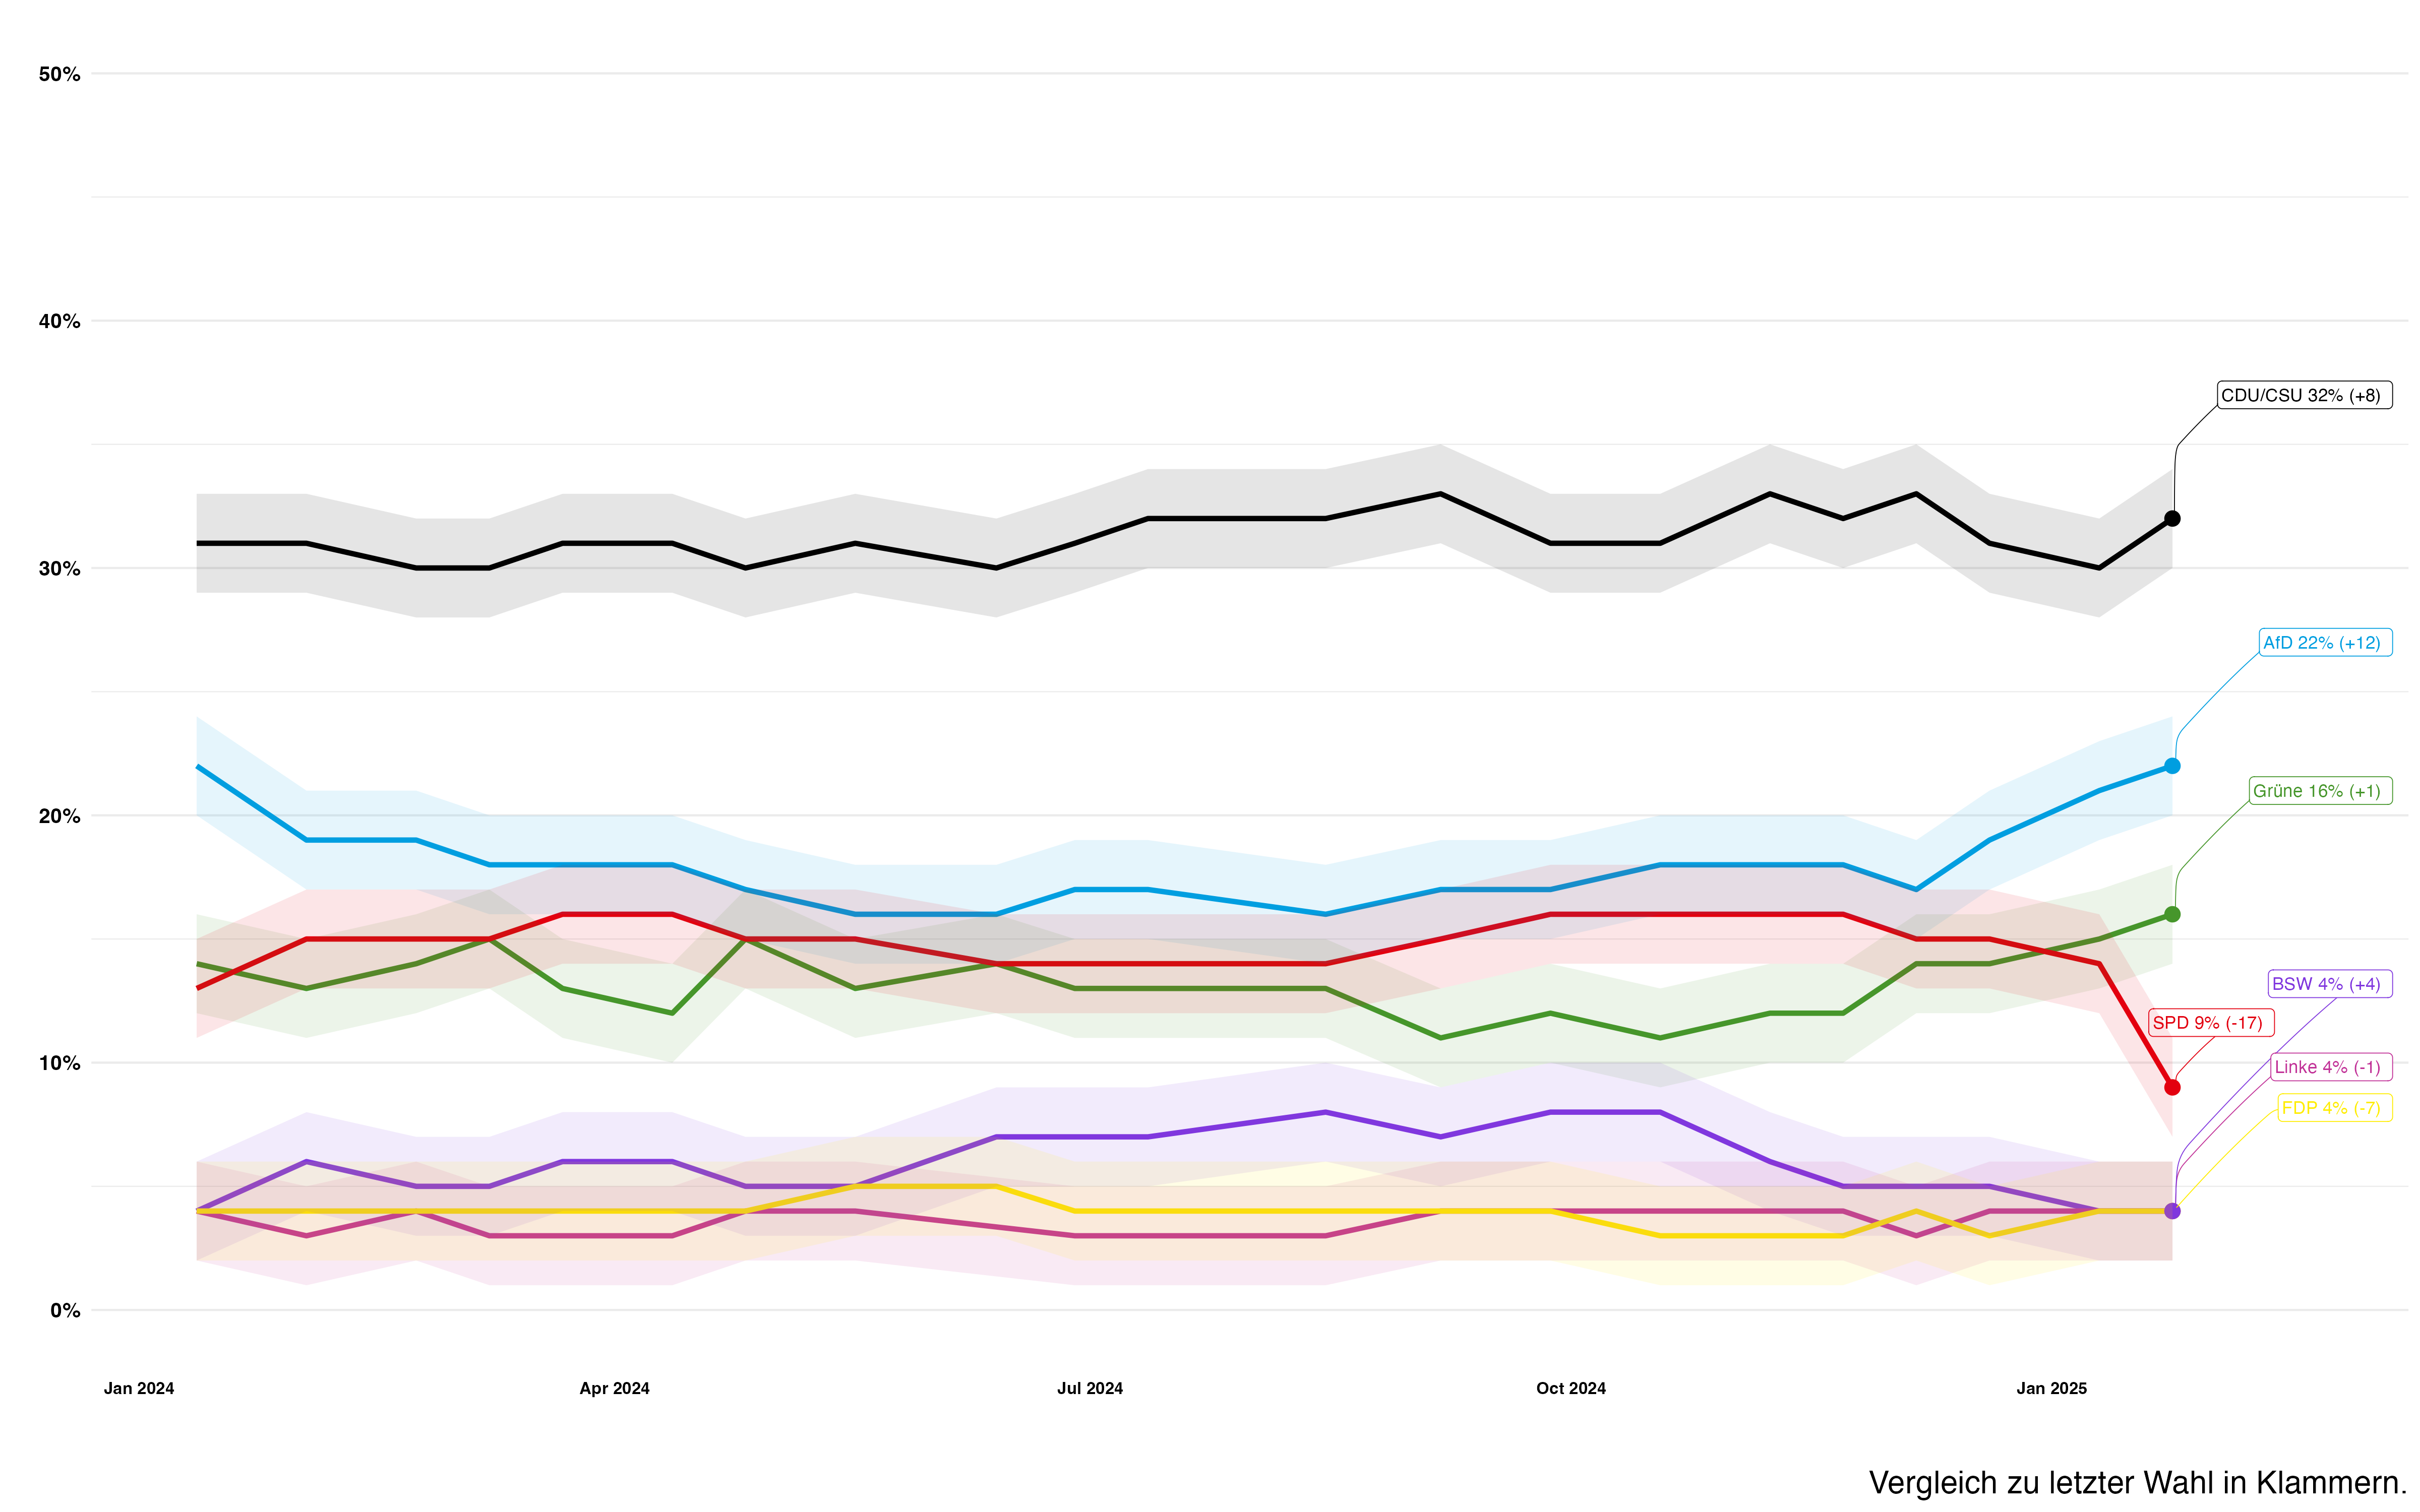 50%
40%
CDU/CSU 32% (+8)
30%
AfD 22% (+12)
Grüne 16% (+1)
20%
BSW 4% (+4)
SPD 9% (-17)
10%
Linke 4% (-1)
FDP 4% (-7)
0%
Jan 2024 Apr 2024 Jul 2024 Oct 2024 Jan 2025
Vergleich zu letzter Wahl in Klammern.